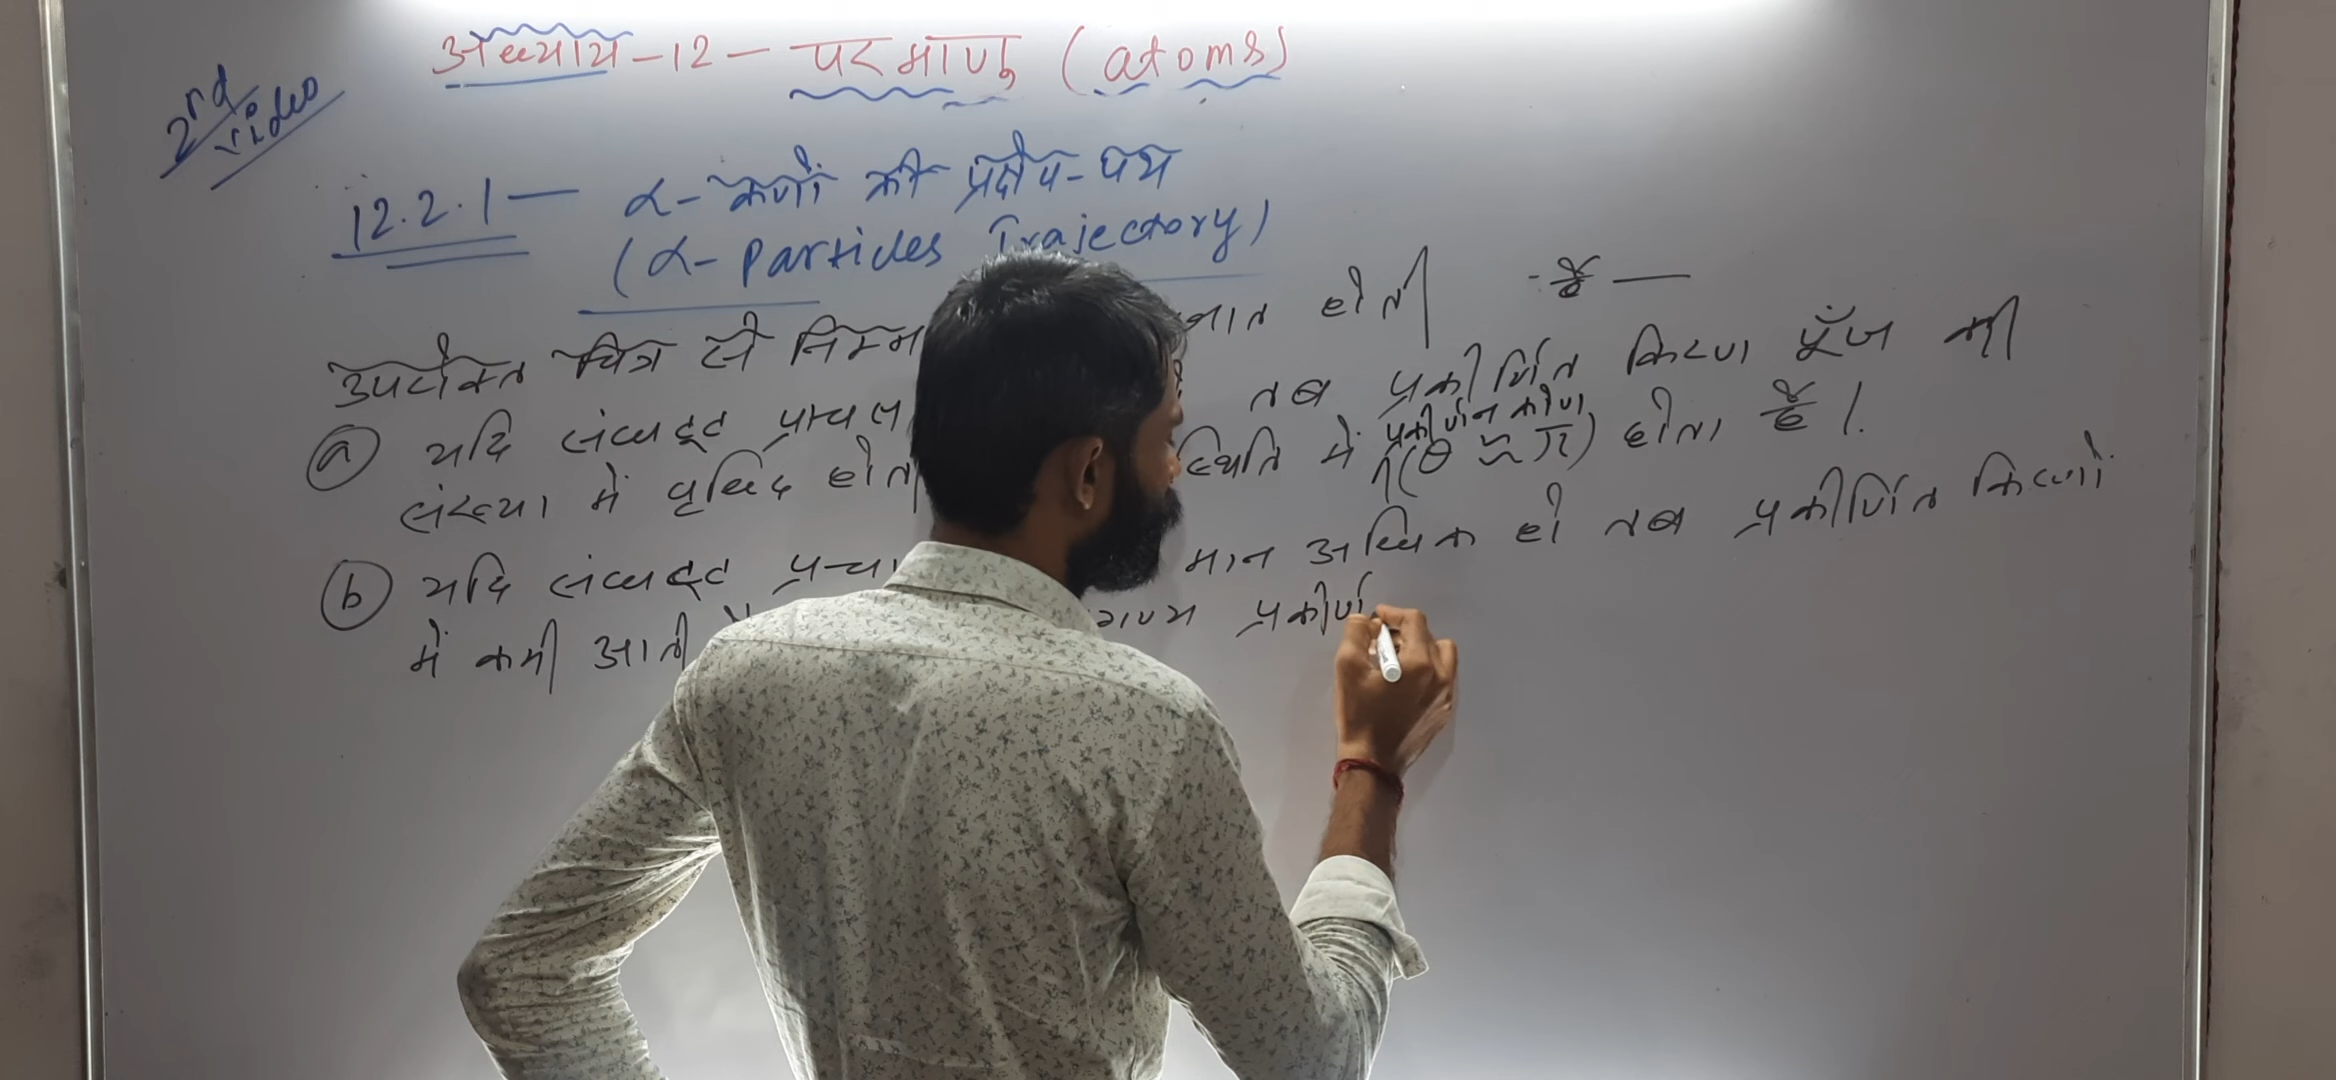 अध्याय-12- परमाणु (atoms)
2nd video
12.2.1- α-कणों की प्रक्षेप-पथ
(α-Particles Trajectory)
उपरोक्त चित्र से निम्न ज्ञात होती है -
(a) यदि संघट्ट प्राचल तब प्रकीर्णित किरण पूँज की
प्रकीर्णन कोण
संख्या में वृद्धि होत स्थिति में (θ ≈ π) होता है।
(b) यदि संघट्ट प्राच मान अधिक हो तब प्रकीर्णित किरणों
में कमी आती गण्य प्रकीर्ण